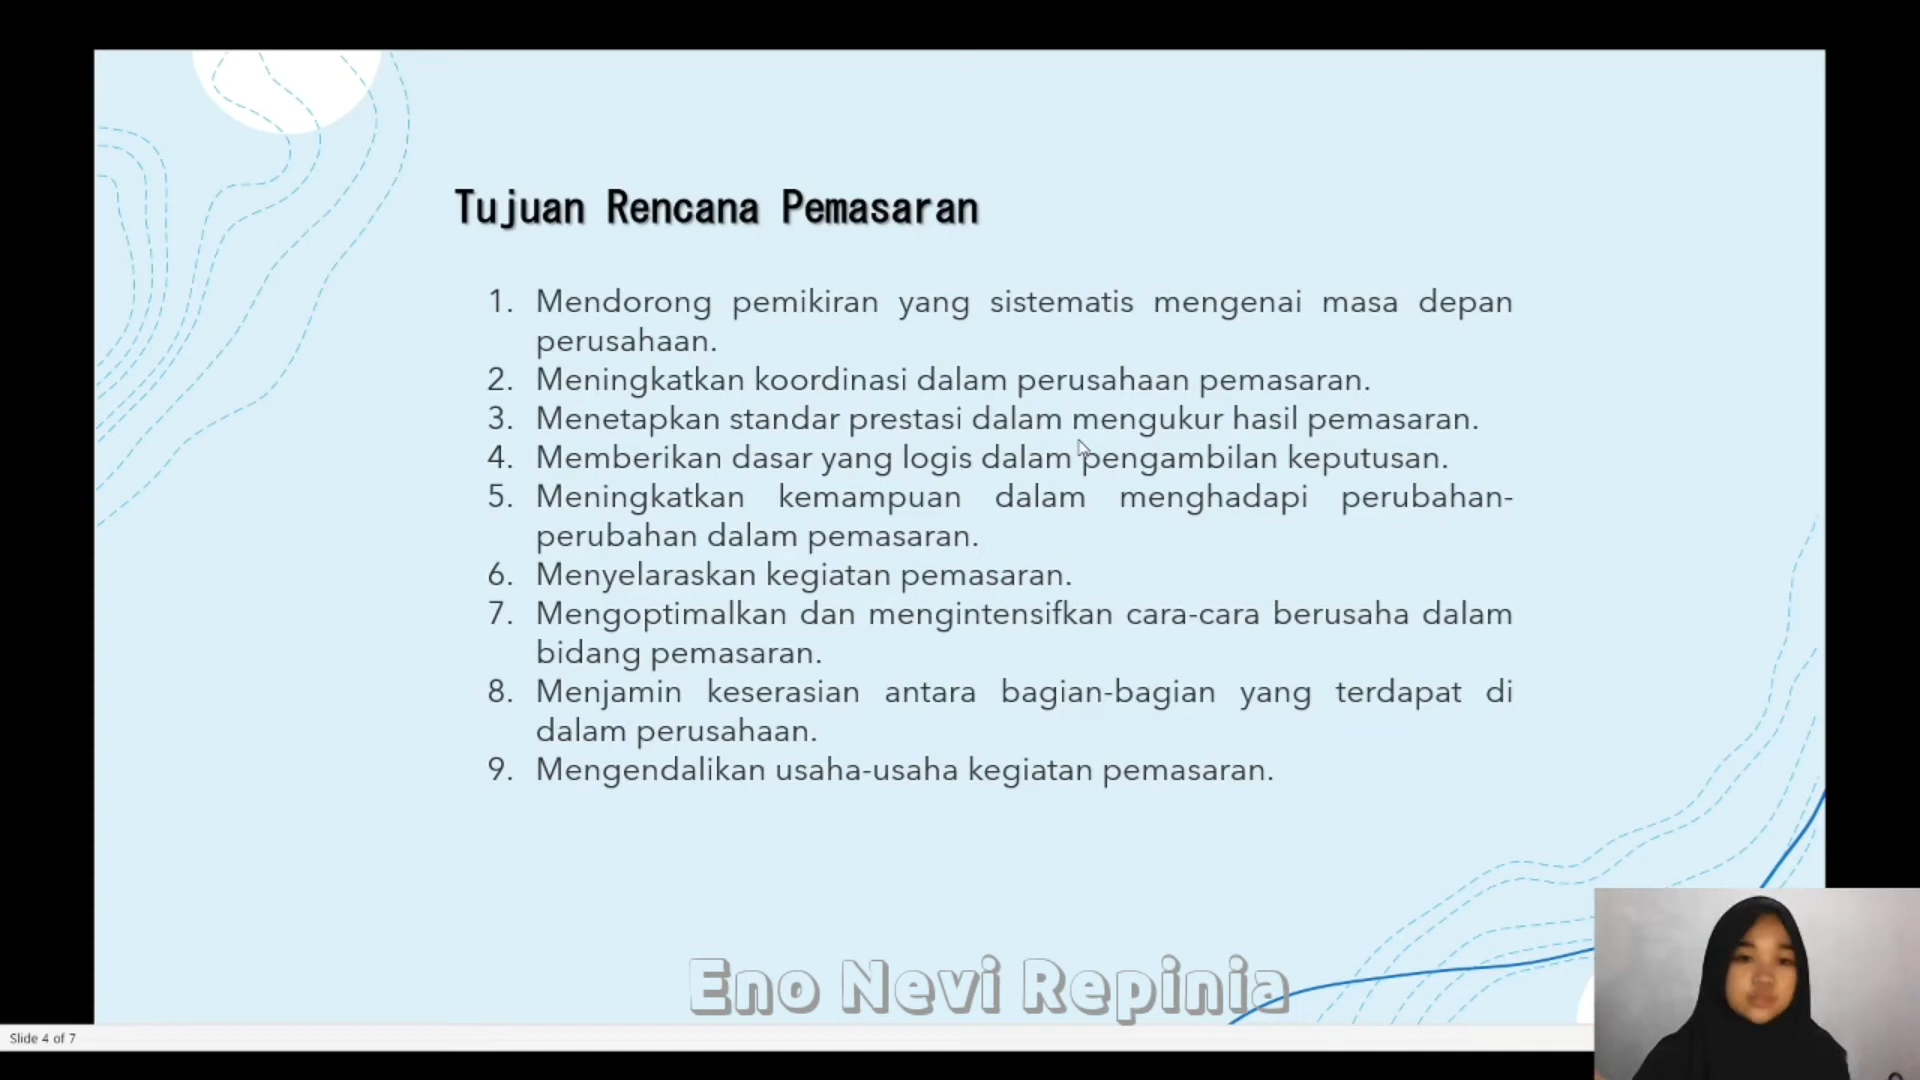 Tujuan Rencana Pemasaran
1. Mendorong pemikiran yang sistematis mengenai masa depan
perusahaan.
2. Meningkatkan koordinasi dalam perusahaan pemasaran.
3. Menetapkan standar prestasi dalam mengukur hasil pemasaran.
4. Memberikan dasar yang logis dalam pengambilan keputusan.
5. Meningkatkan kemampuan dalam menghadapi perubahan-
perubahan dalam pemasaran.
6. Menyelaraskan kegiatan pemasaran.
7. Mengoptimalkan dan mengintensifkan cara-cara berusaha dalam
bidang pemasaran.
8. Menjamin keserasian antara bagian-bagian yang terdapat di
dalam perusahaan.
9. Mengendalikan usaha-usaha kegiatan pemasaran.
Eno Nevi Repinia
Slide 4 of 7